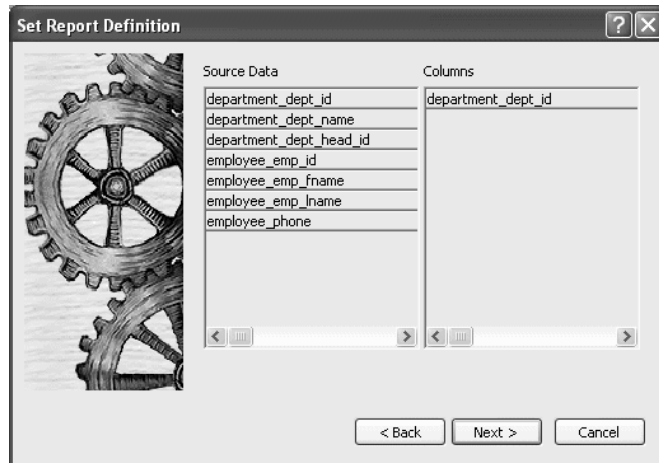 Set Report Definition
Source Data
department_dept_id
department_dept_name
department_dept_head_id
employee_emp_id
employee_emp_fname
employee_emp_lname
employee_phone
Columns
department_dept_id
< Back
Next >
Cancel